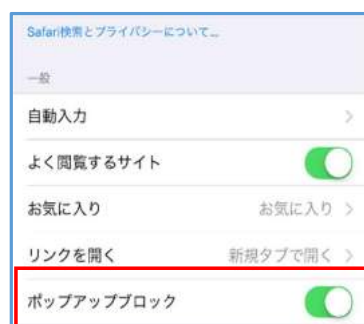 Safari検索とプライバシーについて...
一般
自動入力
よく閲覧するサイト
お気に入り お気に入り
リンクを開く 新規タブで開く
ポップアップブロック